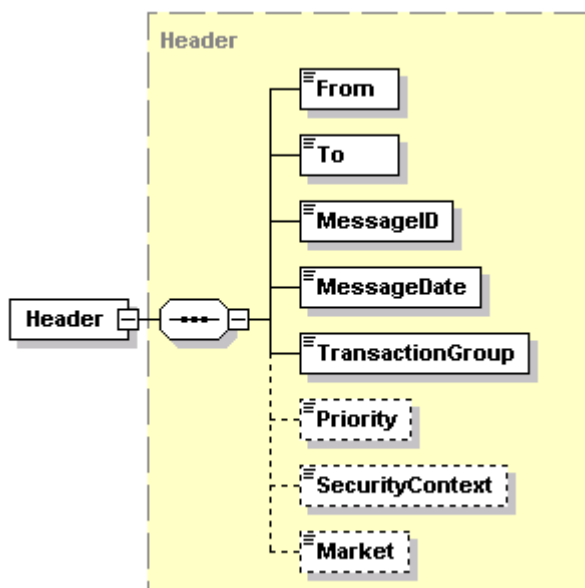 Header
From
To
MessageID
MessageDate
Header
TransactionGroup
Priority
SecurityContext
Market